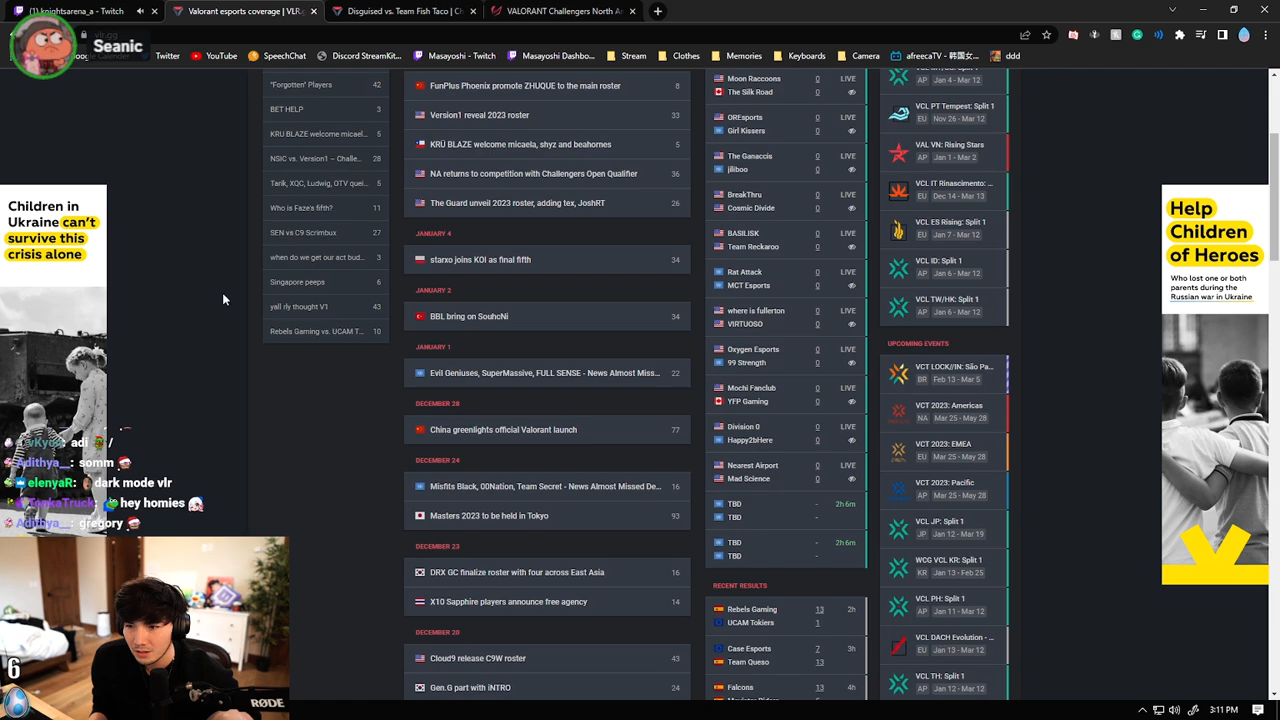 (1) knightsarena_a - Twitch
Valorant esports coverage | VLR.g
Disguised vs. Team Fish Taco | Ch
VALORANT Challengers North Am
vlr.gg
Seanic
Google Calendar
Twitter
YouTube
SpeechChat
Discord StreamKit...
Masayoshi - Twitch
Masayoshi Dashbo...
Stream
Clothes
Memories
Keyboards
Camera
ddd
"Forgotten" Players 42
BET HELP 3
KRU BLAZE welcome micael... 5
NSIC vs. Version1 – Challe... 28
Tarik, XQC, Ludwig, OTV quei... 5
Who is Faze's fifth? 11
SEN vs C9 Scrimbux 27
when do we get our act bud... 3
Singapore peeps 6
yall rly thought V1 43
Rebels Gaming vs. UCAM T... 10
FunPlus Phoenix promote ZHUQUE to the main roster 8
Version1 reveal 2023 roster 33
KRÜ BLAZE welcome micaela, shyz and beahornes 5
NA returns to competition with Challengers Open Qualifier 36
The Guard unveil 2023 roster, adding tex, JoshRT 26
JANUARY 4
starxo joins KOI as final fifth 34
JANUARY 2
BBL bring on SouhcNi 34
JANUARY 1
Evil Geniuses, SuperMassive, FULL SENSE - News Almost Miss... 22
DECEMBER 28
China greenlights official Valorant launch 77
DECEMBER 24
Misfits Black, 00Nation, Team Secret - News Almost Missed De... 16
Masters 2023 to be held in Tokyo 93
DECEMBER 23
DRX GC finalize roster with four across East Asia 16
X10 Sapphire players announce free agency 14
DECEMBER 20
Cloud9 release C9W roster 43
Gen.G part with iNTRO 24
Moon Raccoons 0 LIVE
The Silk Road 0
OREsports 0 LIVE
Girl Kissers 0
The Ganaccis 0 LIVE
jiliboo 0
BreakThru 0 LIVE
Cosmic Divide 0
BASILISK 0 LIVE
Team Reckaroo 0
Rat Attack 0 LIVE
MCT Esports 0
where is fullerton 0 LIVE
VIRTUOSO 0
Oxygen Esports 0 LIVE
99 Strength 0
Mochi Fanclub 0 LIVE
YFP Gaming 0
Division 0 0 LIVE
Happy2bHere 0
Nearest Airport 0 LIVE
Mad Science 0
TBD - 2h 6m
TBD -
TBD - 2h 6m
TBD -
RECENT RESULTS
Rebels Gaming 13 2h
UCAM Tokiers 1
Case Esports 7 3h
Team Queso 13
Falcons 13 4h
AP Jan 4 - Mar 12
VCL PT Tempest: Split 1
EU Nov 26 - Mar 12
VAL VN: Rising Stars
AP Jan 1 - Mar 2
VCL IT Rinascimento: ...
EU Dec 14 - Mar 13
VCL ES Rising: Split 1
EU Jan 7 - Mar 12
VCL ID: Split 1
AP Jan 6 - Mar 12
VCL TW/HK: Split 1
AP Jan 6 - Mar 12
UPCOMING EVENTS
VCT LOCK//IN: São Pa...
BR Feb 13 - Mar 5
VCT 2023: Americas
NA Mar 25 - May 28
VCT 2023: EMEA
EU Mar 25 - May 28
VCT 2023: Pacific
AP Mar 25 - May 28
VCL JP: Split 1
JP Jan 12 - Mar 19
WCG VCL KR: Split 1
KR Jan 13 - Feb 25
VCL PH: Split 1
AP Jan 11 - Mar 12
VCL DACH Evolution - ...
EU Jan 13 - Mar 12
VCL TH: Split 1
AP Jan 12 - Mar 12
Children in
Ukraine can't
survive this
crisis alone
Help
Children
of Heroes
Who lost one or both
parents during the
Russian war in Ukraine
adi /
Adithya__: somm
elenyaR: dark mode vlr
TonkaTruck: hey homies
Adithya__: gregory
6
RØDE
3:11 PM